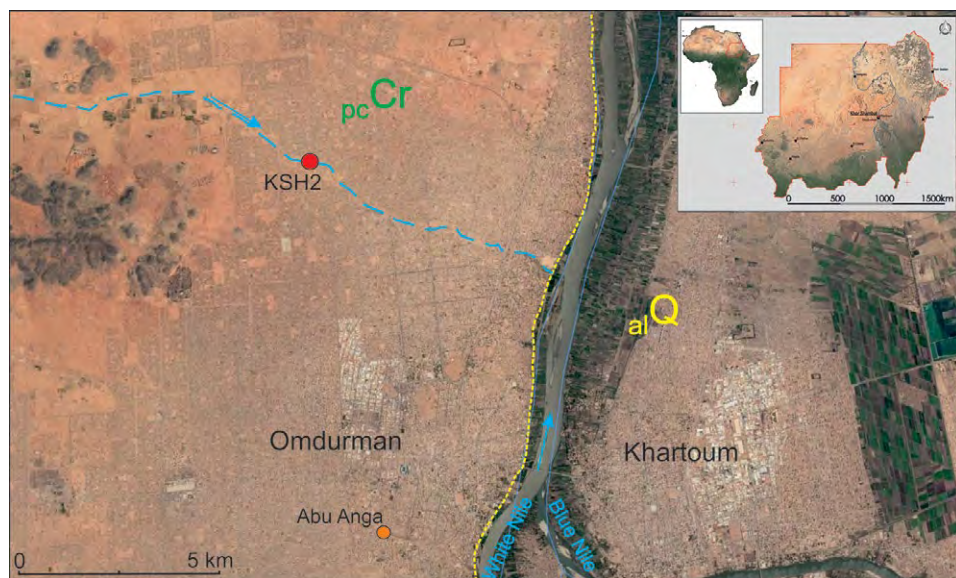 pcCr
KSH2
alQ
Omdurman
Khartoum
Abu Anga
White Nile
Blue Nile
0 5 km
0 500 1000 1500km